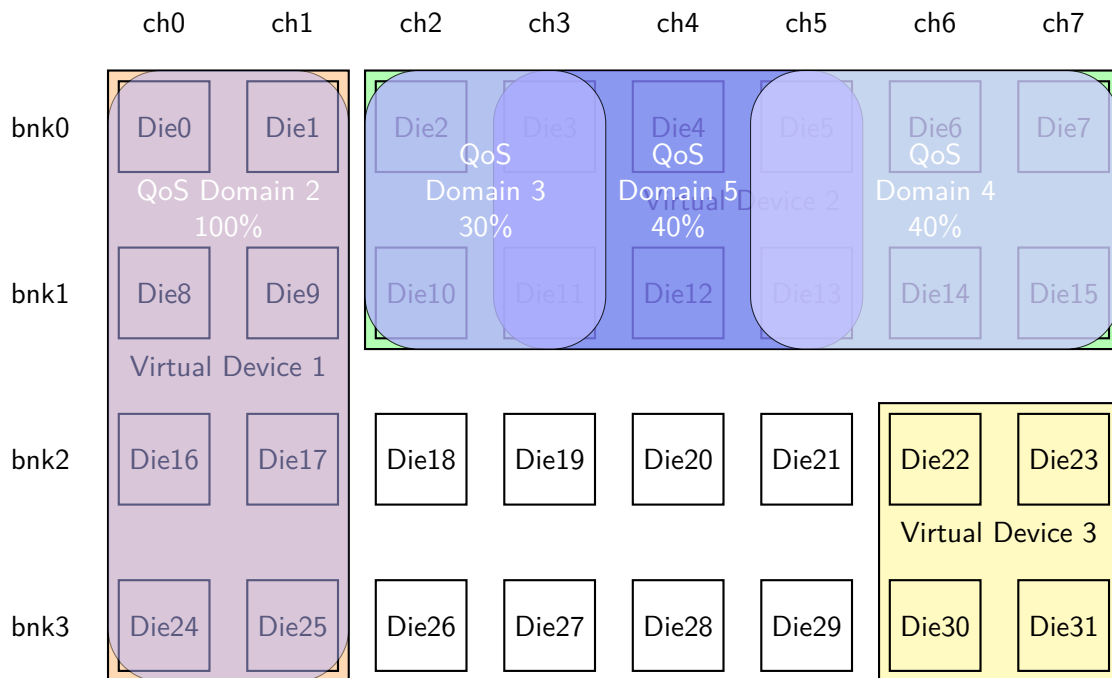 ch0 ch1 ch2 ch3 ch4 ch5 ch6 ch7
bnk0 Die0 Die1 Die2 Die3 Die4 Die5 Die6 Die7
QoS Domain 2
100%
QoS
Domain 3
30%
QoS
Domain 5
40%
QoS
Domain 4
40%
Virtual Device 2
bnk1 Die8 Die9 Die10 Die11 Die12 Die13 Die14 Die15
Virtual Device 1
bnk2 Die16 Die17 Die18 Die19 Die20 Die21 Die22 Die23
Virtual Device 3
bnk3 Die24 Die25 Die26 Die27 Die28 Die29 Die30 Die31